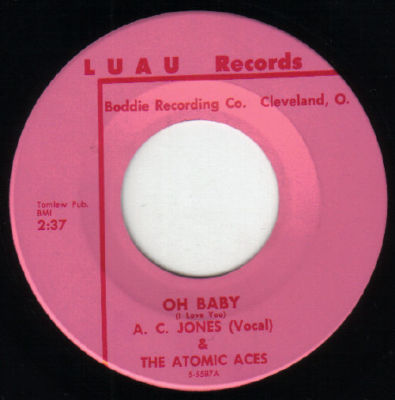 LUAU Records
Boddie Recording Co. Cleveland, O.
Tomlew Pub.
BMI
2:37
OH BABY
(I Love You)
A. C. JONES (Vocal)
&
THE ATOMIC ACES
S-5587A